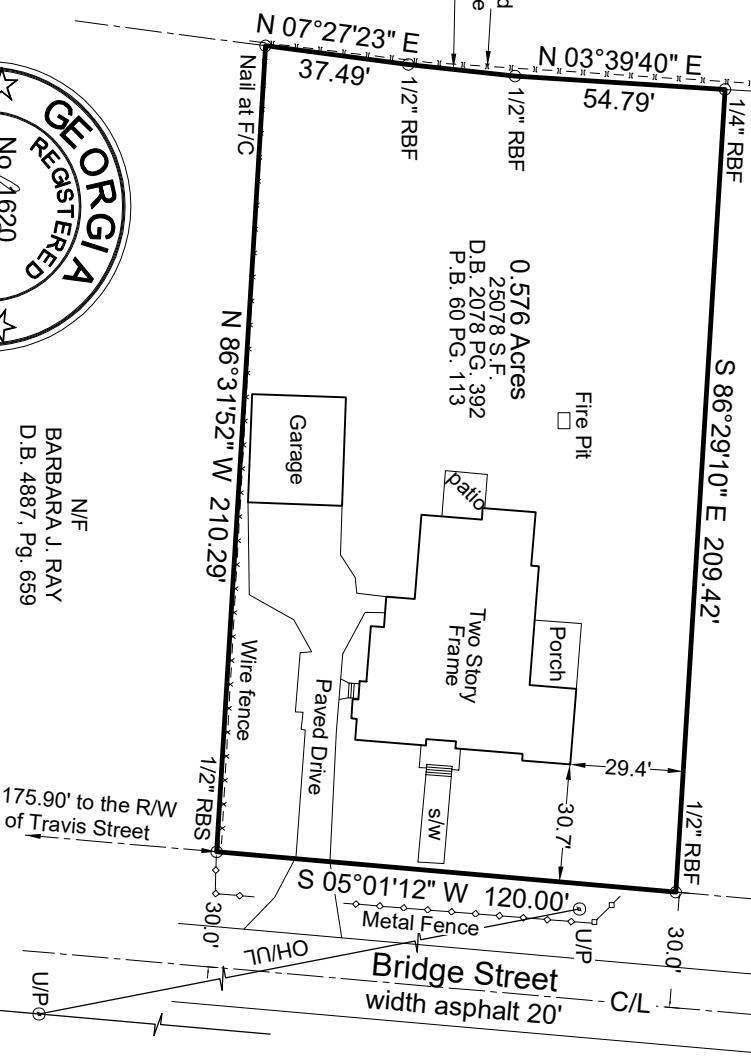 N 07°27'23" E
37.49'
N 03°39'40" E
54.79'
Nail at F/C
1/2" RBF
1/2" RBF
1/4" RBF
GEORGIA
REGISTERED
No. 1620
0.576 Acres
25078 S.F.
D.B. 2078 PG. 392
P.B. 60 PG. 113
Fire Pit
S 86°29'10" E 209.42'
N 86°31'52" W 210.29'
Garage
patio
Two Story
Frame
Porch
N/F
BARBARA J. RAY
D.B. 4887, Pg. 659
Wire fence
Paved Drive
s/w
29.4'
30.7'
1/2" RBS
1/2" RBF
175.90' to the R/W
of Travis Street
S 05°01'12" W 120.00'
Metal Fence
U/P
30.0'
30.0'
OH/UL
U/P
Bridge Street
width asphalt 20'
C/L